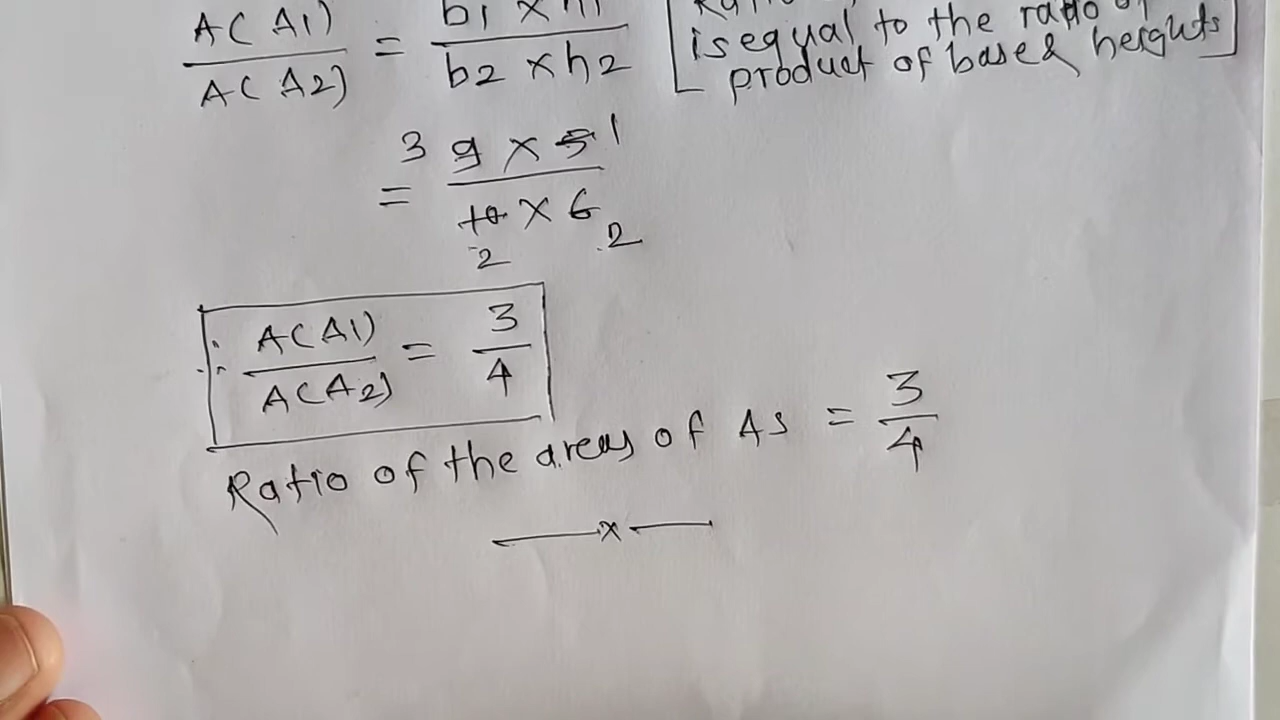 A(A1) / A(A2) = b1 × h1 / b2 × h2
is equal to the ratio of
product of base & heights]
3 9 × 5 1
= 10 × 6
2 2
∴ A(A1) / A(A2) = 3 / 4
Ratio of the areas of As = 3 / 4
—x—